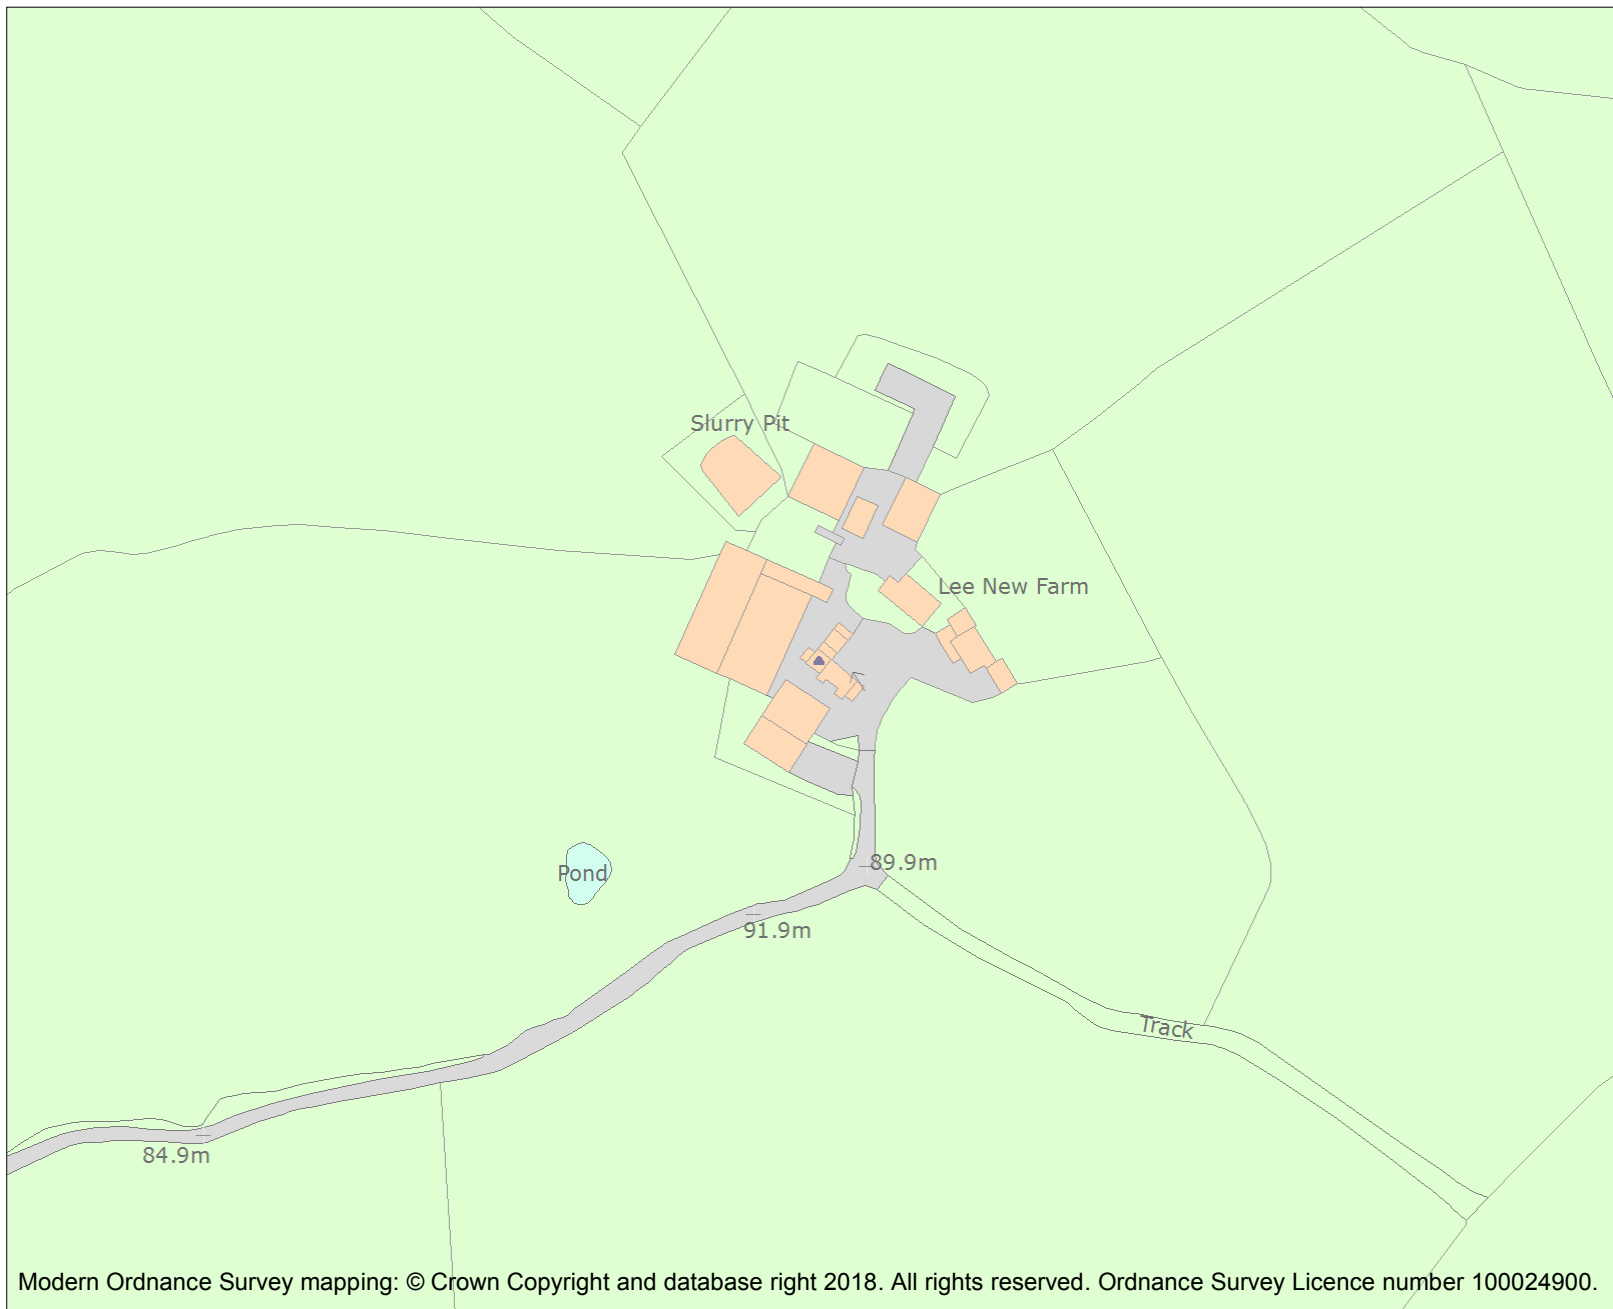 Slurry Pit
Lee New Farm
89.9m
Pond
91.9m
Track
84.9m
Modern Ordnance Survey mapping: © Crown Copyright and database right 2018. All rights reserved. Ordnance Survey Licence number 100024900.